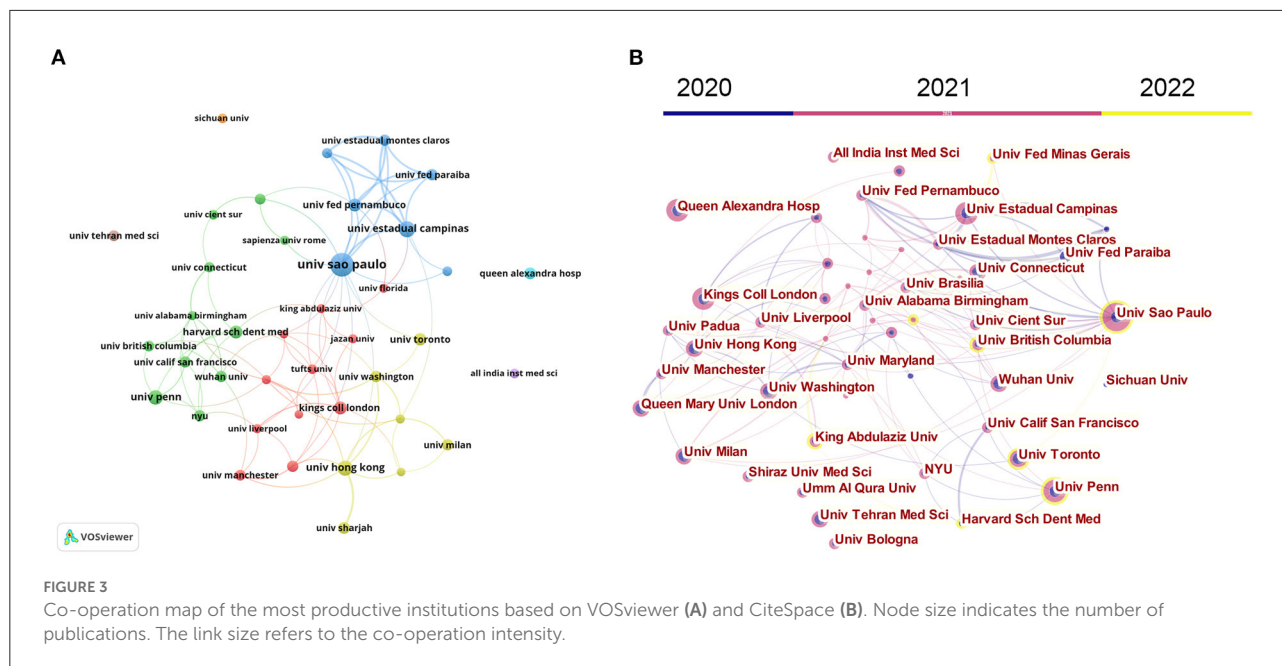 A
B
2020
2021
2022
sichuan univ
univ estadual montes claros
univ fed paraiba
univ fed pernambuco
univ cient sur
univ estadual campinas
univ tehran med sci
sapienza univ rome
univ connecticut
univ sao paulo
queen alexandra hosp
univ florida
king abdulaziz univ
univ alabama birmingham
harvard sch dent med
jazan univ
univ toronto
univ british columbia
univ calif san francisco
tufts univ
wuhan univ
univ washington
all india inst med sci
univ penn
kings coll london
nyu
univ liverpool
univ milan
univ manchester
univ hong kong
univ sharjah
VOSviewer
All India Inst Med Sci
Univ Fed Minas Gerais
Univ Fed Pernambuco
Queen Alexandra Hosp
Univ Estadual Campinas
Univ Estadual Montes Claros
Univ Fed Paraiba
Univ Connecticut
Univ Brasilia
Kings Coll London
Univ Alabama Birmingham
Univ Sao Paulo
Univ Padua
Univ Liverpool
Univ Cient Sur
Univ Hong Kong
Univ British Columbia
Univ Manchester
Univ Maryland
Univ Washington
Wuhan Univ
Sichuan Univ
Queen Mary Univ London
Univ Calif San Francisco
King Abdulaziz Univ
Univ Milan
Univ Toronto
Shiraz Univ Med Sci
NYU
Umm Al Qura Univ
Univ Penn
Univ Tehran Med Sci
Harvard Sch Dent Med
Univ Bologna
FIGURE 3
Co-operation map of the most productive institutions based on VOSviewer (A) and CiteSpace (B). Node size indicates the number of
publications. The link size refers to the co-operation intensity.